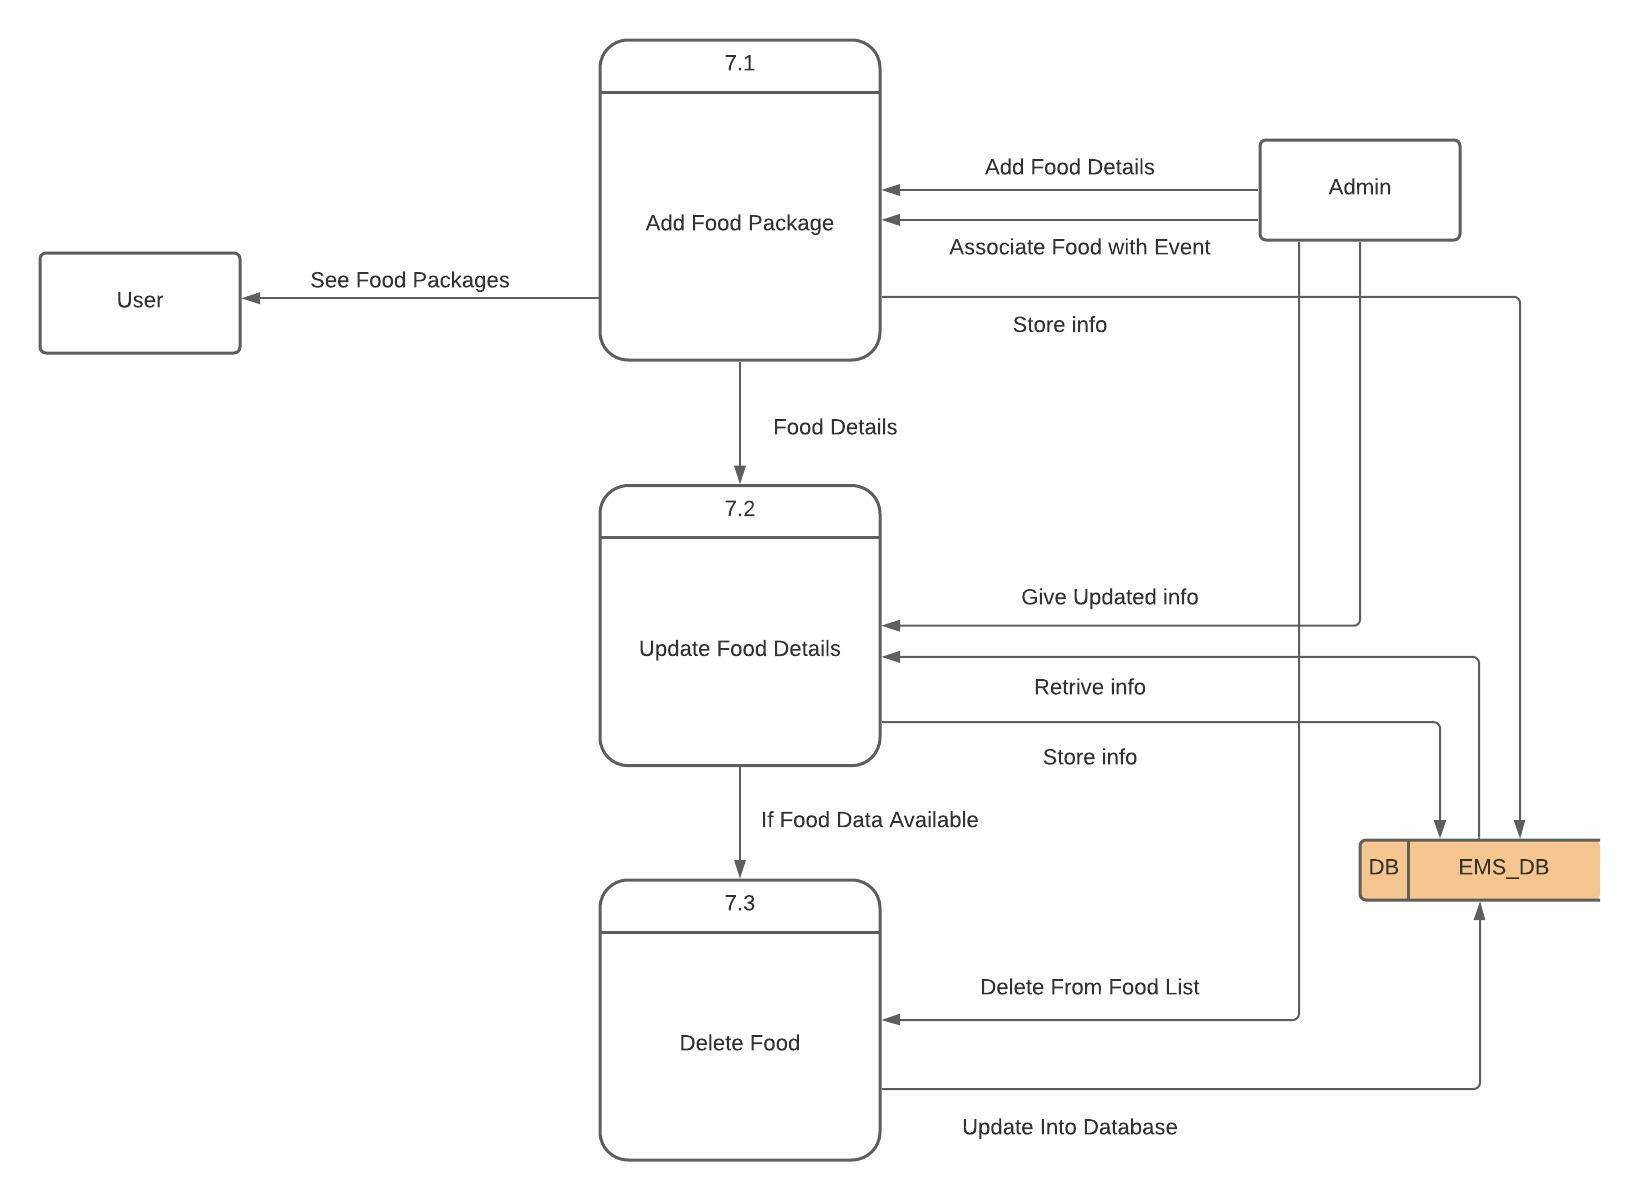 7.1
Add Food Package
Add Food Details
Admin
Associate Food with Event
See Food Packages
User
Store info
Food Details
7.2
Update Food Details
Give Updated info
Retrive info
Store info
If Food Data Available
DB
EMS_DB
7.3
Delete Food
Delete From Food List
Update Into Database